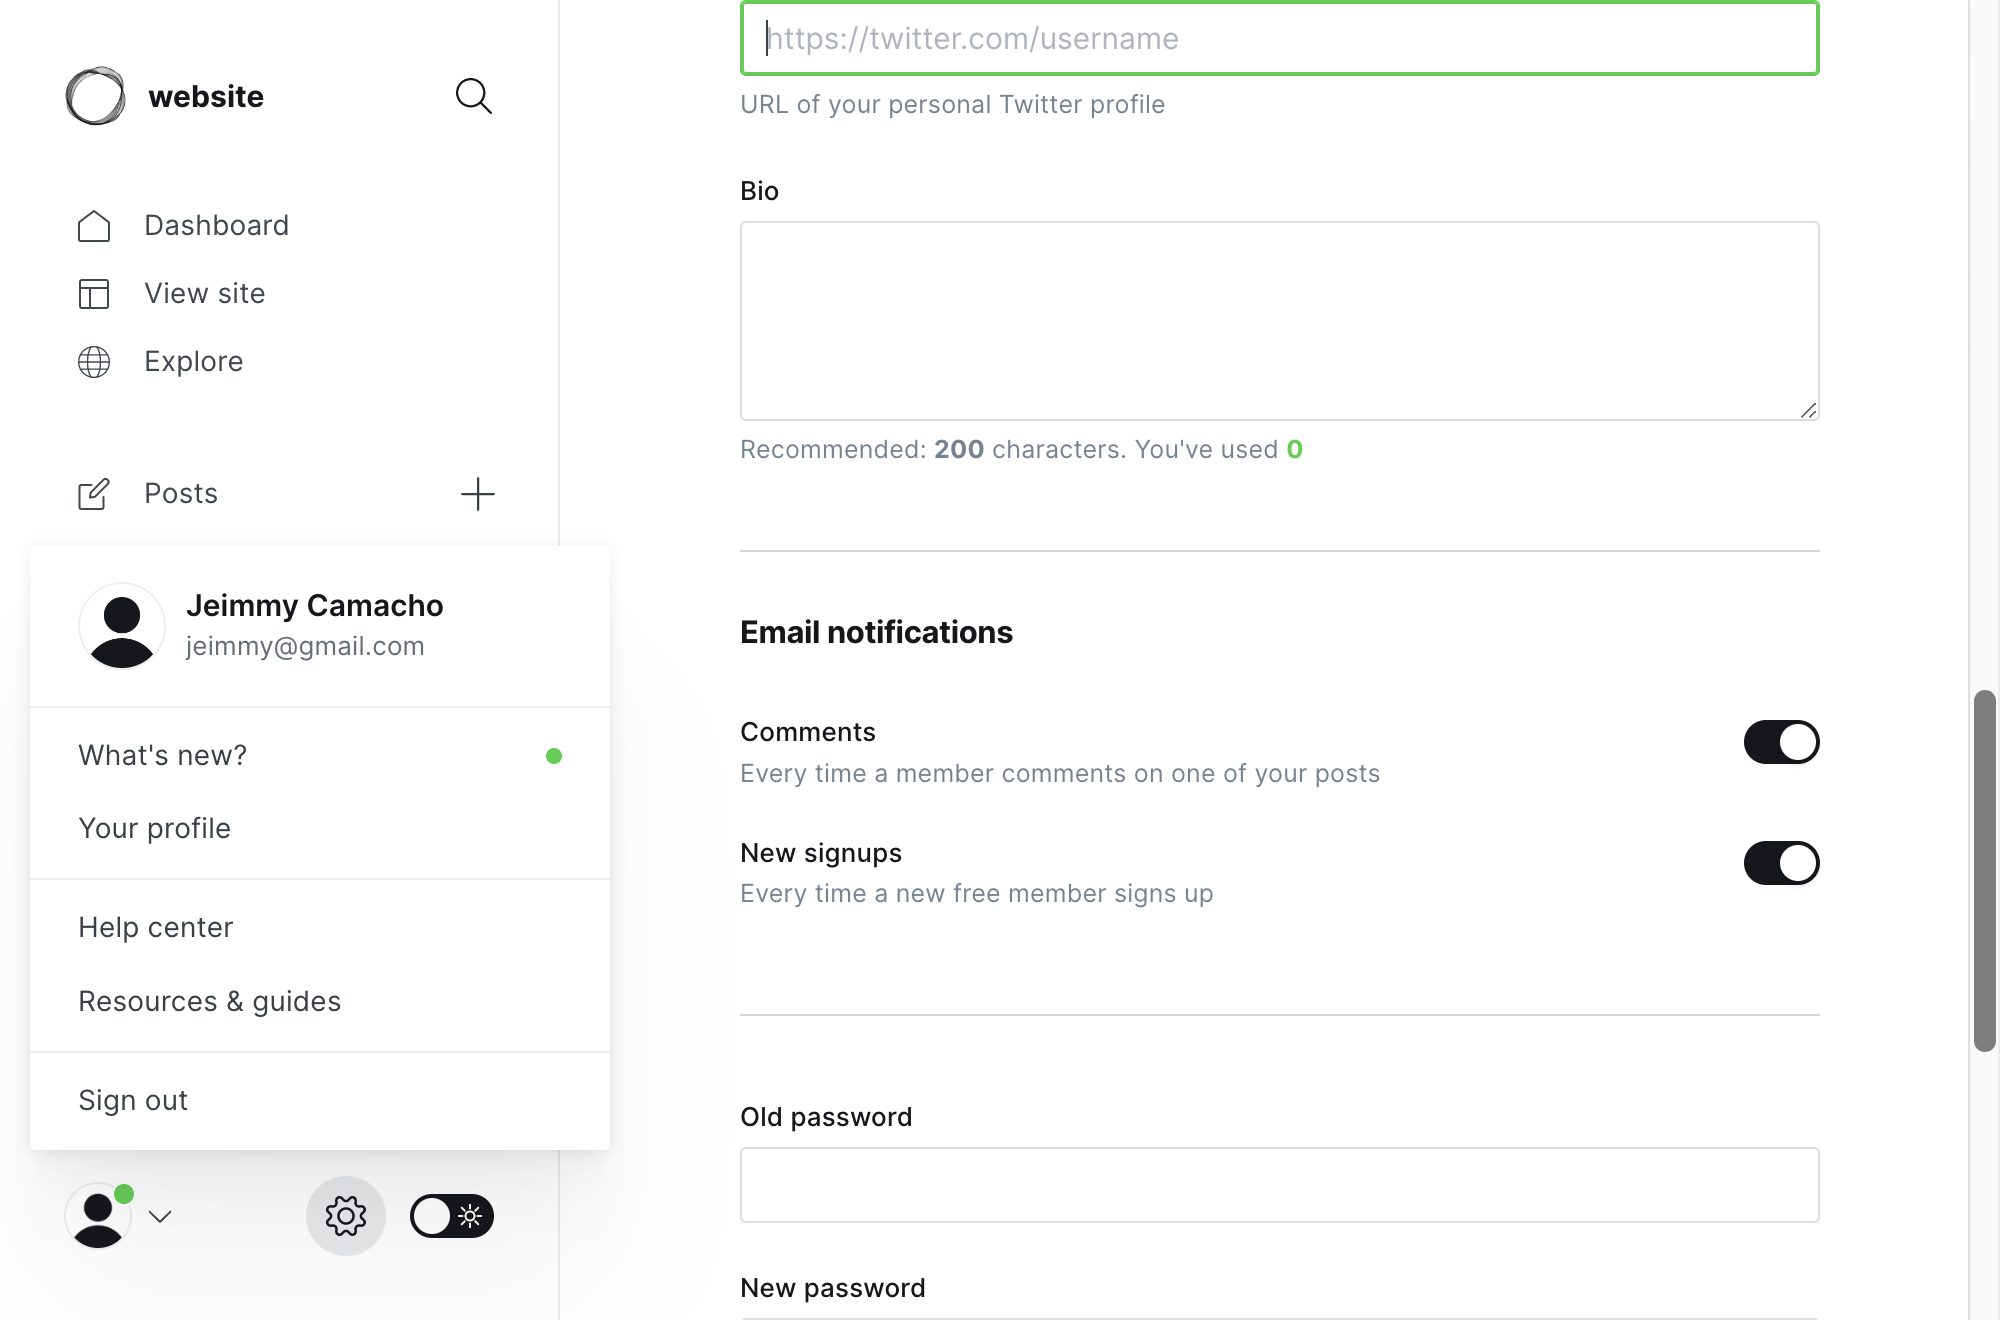 website
Dashboard
View site
Explore
Posts
Jeimmy Camacho
jeimmy@gmail.com
What's new?
Your profile
Help center
Resources & guides
Sign out
https://twitter.com/username
URL of your personal Twitter profile
Bio
Recommended: 200 characters. You've used 0
Email notifications
Comments
Every time a member comments on one of your posts
New signups
Every time a new free member signs up
Old password
New password